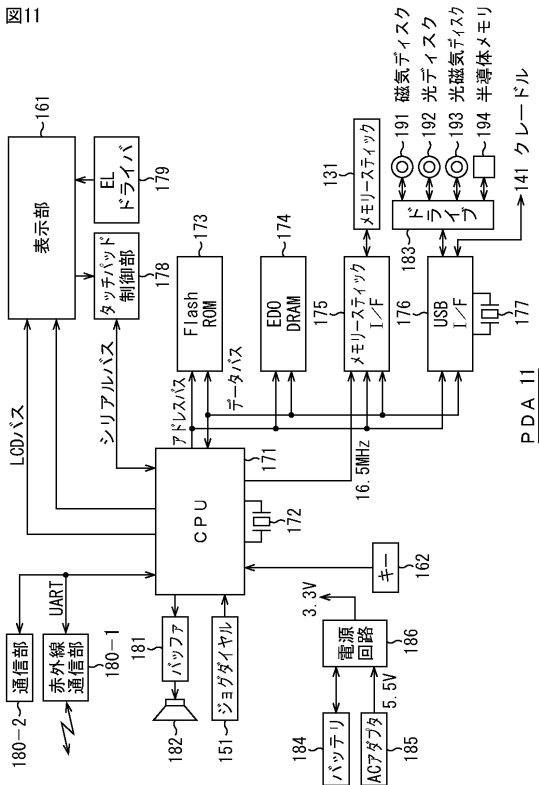 図11
161
表示部
ELドライバ
179
タッチパッド制御部
178
LCDバス
シリアルバス
173
Flash ROM
174
EDO DRAM
131
メモリースティック
175
メモリースティック I/F
191 磁気ディスク
192 光ディスク
193 光磁気ディスク
194 半導体メモリ
ドライブ
183
141 クレードル
176
USB I/F
177
アドレスバス
データバス
171
CPU
172
16.5MHz
PDA 11
UART
通信部
180-2
赤外線通信部
180-1
181
バッファ
182
ジョグダイヤル
151
キー
162
3.3V
電源回路
186
5.5V
184
バッテリ
ACアダプタ
185